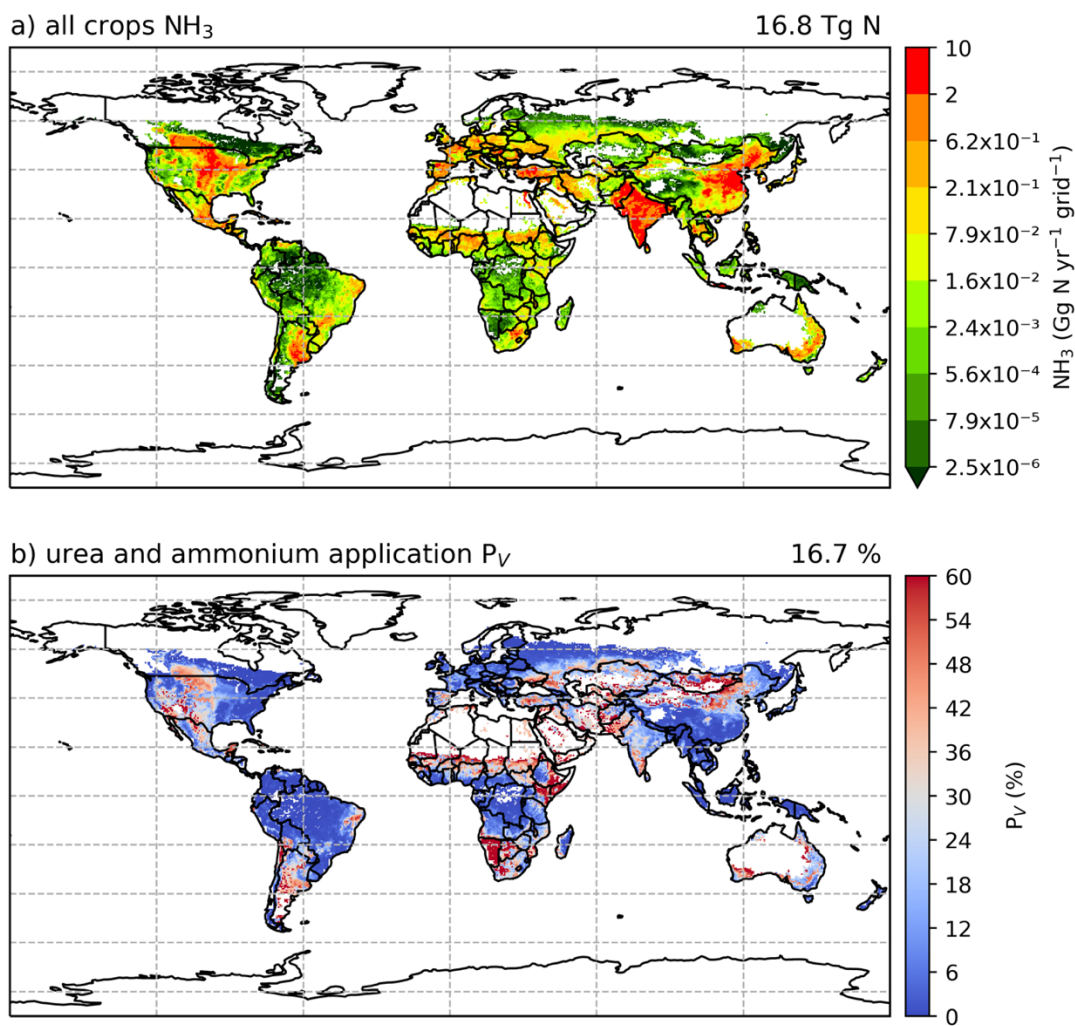 a) all crops NH₃ 16.8 Tg N
10
2
6.2x10⁻¹
2.1x10⁻¹
7.9x10⁻²
1.6x10⁻²
2.4x10⁻³
5.6x10⁻⁴
7.9x10⁻⁵
2.5x10⁻⁶
NH₃ (Gg N yr⁻¹ grid⁻¹)
b) urea and ammonium application Pᵥ 16.7 %
60
54
48
42
36
30
24
18
12
6
0
Pᵥ (%)